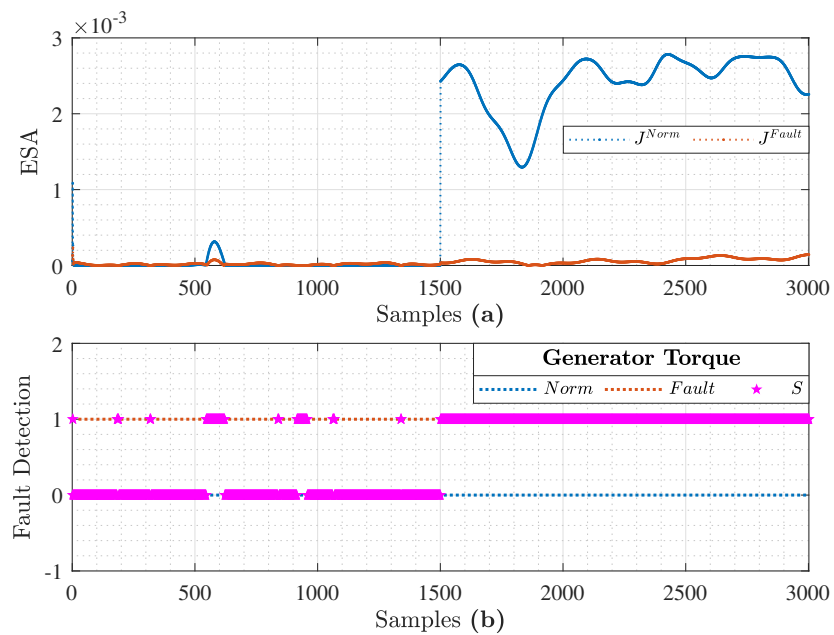 ×10⁻³
3
2
1
0
ESA
J^Norm J^Fault
0 500 1000 1500 2000 2500 3000
Samples (a)
2
1
0
-1
Fault Detection
Generator Torque
Norm Fault S
0 500 1000 1500 2000 2500 3000
Samples (b)